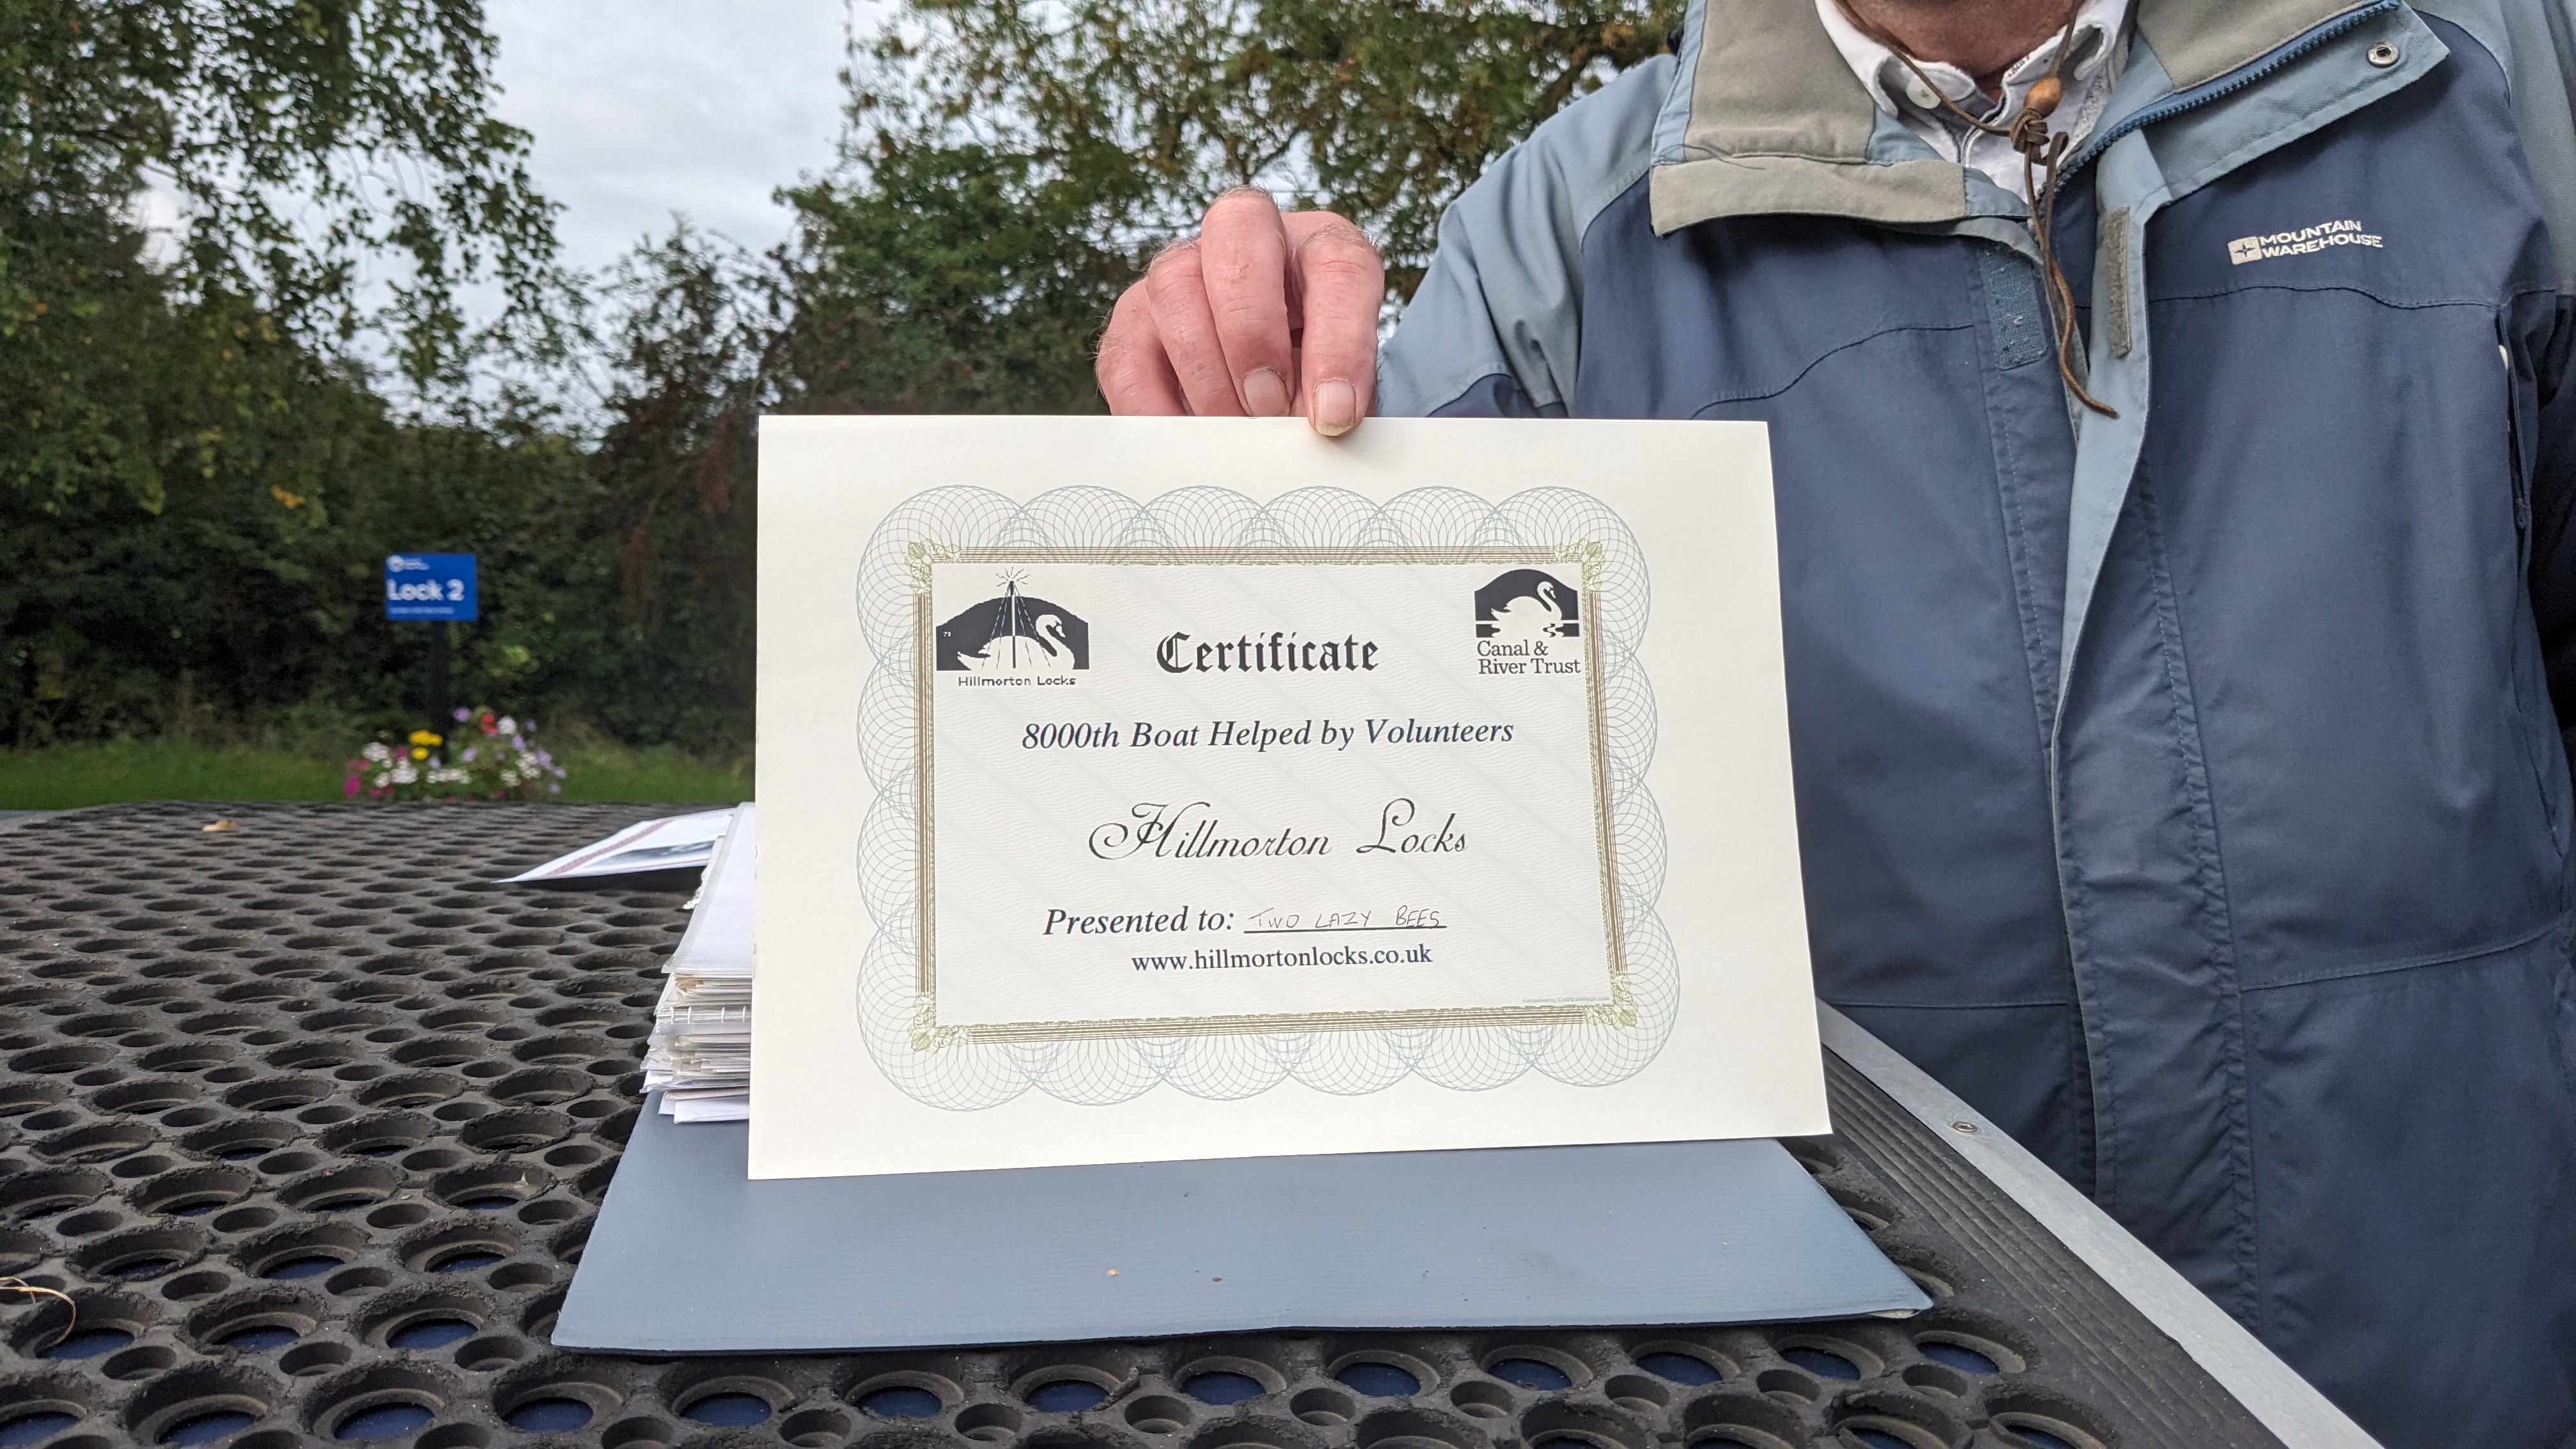 MOUNTAIN
WAREHOUSE
Lock 2
Hillmorton Locks
Certificate
Canal &
River Trust
8000th Boat Helped by Volunteers
Hillmorton Locks
Presented to: TWO LAZY BEES
www.hillmortonlocks.co.uk